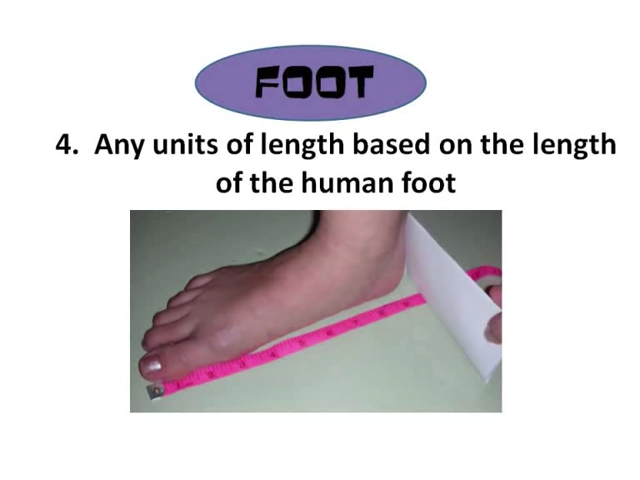 FOOT
4. Any units of length based on the length
of the human foot